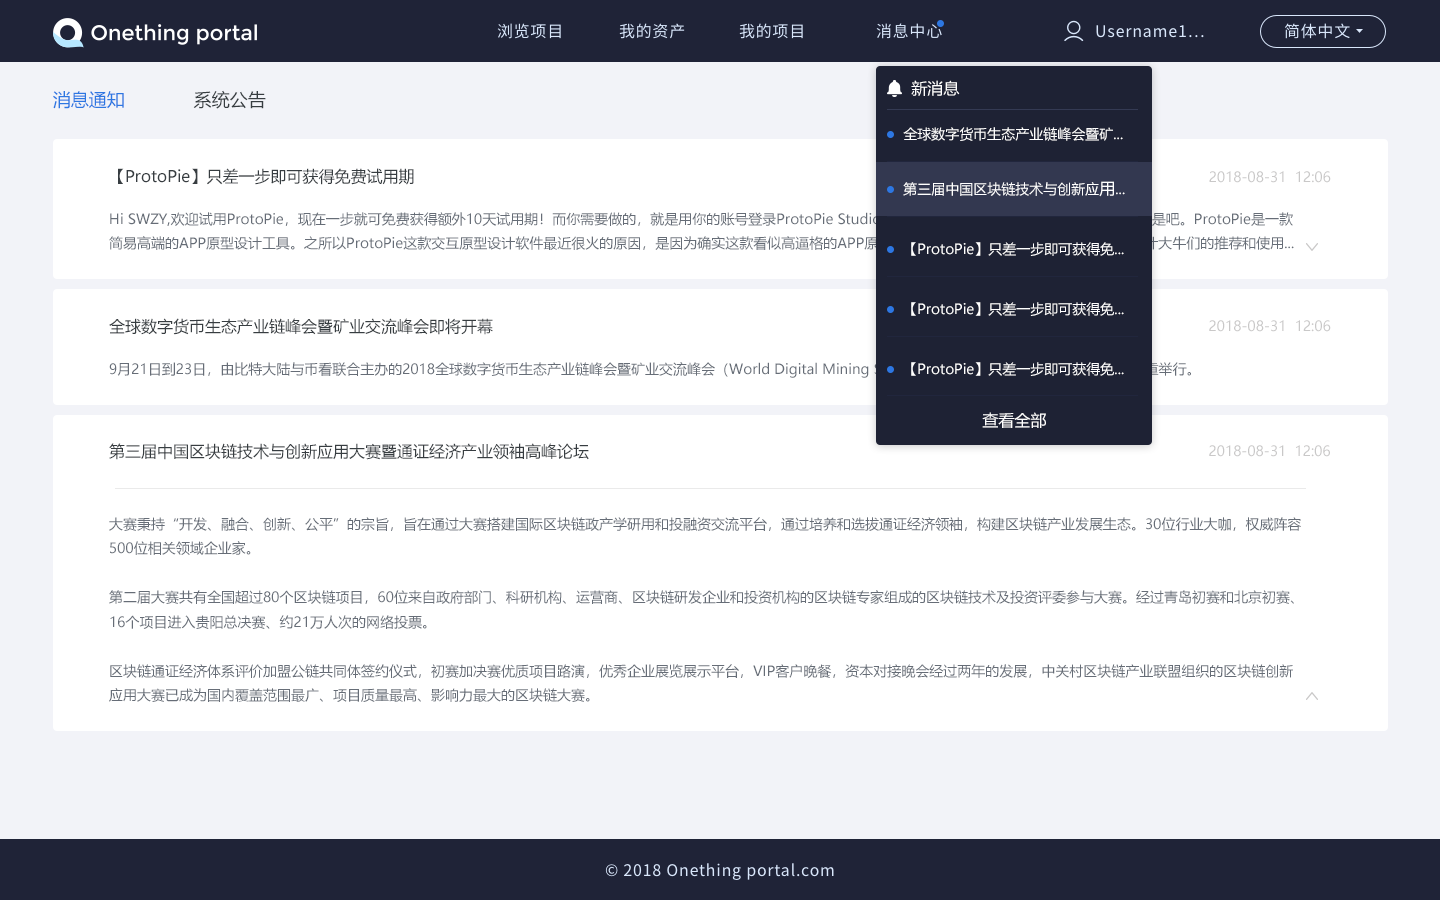 Onething portal
浏览项目
我的资产
我的项目
消息中心
Username1...
简体中文
消息通知
系统公告
新消息
全球数字货币生态产业链峰会暨矿...
第三届中国区块链技术与创新应用...
【ProtoPie】只差一步即可获得免...
【ProtoPie】只差一步即可获得免...
【ProtoPie】只差一步即可获得免...
查看全部
【ProtoPie】只差一步即可获得免费试用期
2018-08-31 12:06
Hi SWZY,欢迎试用ProtoPie，现在一步就可免费获得额外10天试用期！而你需要做的，就是用你的账号登录ProtoPie Studio 是吧。ProtoPie是一款
简易高端的APP原型设计工具。之所以ProtoPie这款交互原型设计软件最近很火的原因，是因为确实这款看似高逼格的APP原 大牛们的推荐和使用...
全球数字货币生态产业链峰会暨矿业交流峰会即将开幕
2018-08-31 12:06
9月21日到23日，由比特大陆与币看联合主办的2018全球数字货币生态产业链峰会暨矿业交流峰会（World Digital Mining 举行。
第三届中国区块链技术与创新应用大赛暨通证经济产业领袖高峰论坛
2018-08-31 12:06
大赛秉持“开发、融合、创新、公平”的宗旨，旨在通过大赛搭建国际区块链政产学研用和投融资交流平台，通过培养和选拔通证经济领袖，构建区块链产业发展生态。30位行业大咖，权威阵容
500位相关领域企业家。
第二届大赛共有全国超过80个区块链项目，60位来自政府部门、科研机构、运营商、区块链研发企业和投资机构的区块链专家组成的区块链技术及投资评委参与大赛。经过青岛初赛和北京初赛、
16个项目进入贵阳总决赛、约21万人次的网络投票。
区块链通证经济体系评价加盟公链共同体签约仪式，初赛加决赛优质项目路演，优秀企业展览展示平台，VIP客户晚餐，资本对接晚会经过两年的发展，中关村区块链产业联盟组织的区块链创新
应用大赛已成为国内覆盖范围最广、项目质量最高、影响力最大的区块链大赛。
© 2018 Onething portal.com